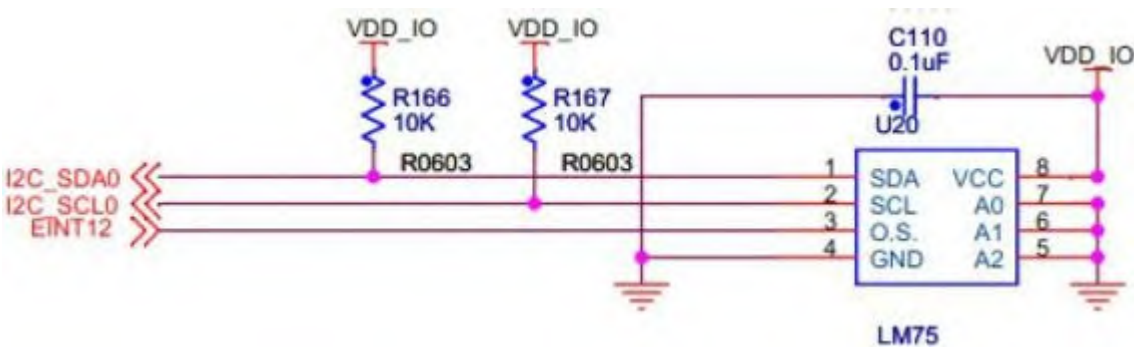 VDD_IO
VDD_IO
C110
0.1uF
VDD_IO
R166
10K
R167
10K
U20
R0603
R0603
I2C_SDA0
I2C_SCL0
EINT12
1 SDA VCC 8
2 SCL A0 7
3 O.S. A1 6
4 GND A2 5
LM75